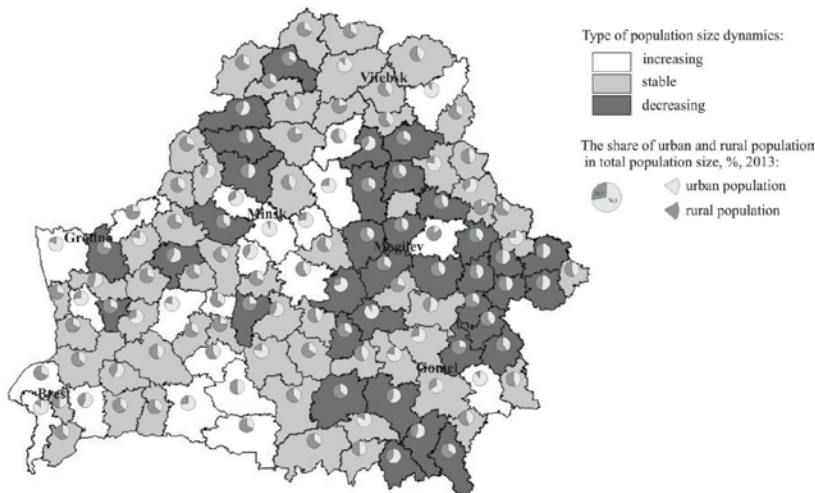 Type of population size dynamics:
increasing
stable
decreasing
The share of urban and rural population
in total population size, %, 2013:
urban population
rural population
Vitebsk
Minsk
Grodno
Mogilev
Gomel
Brest